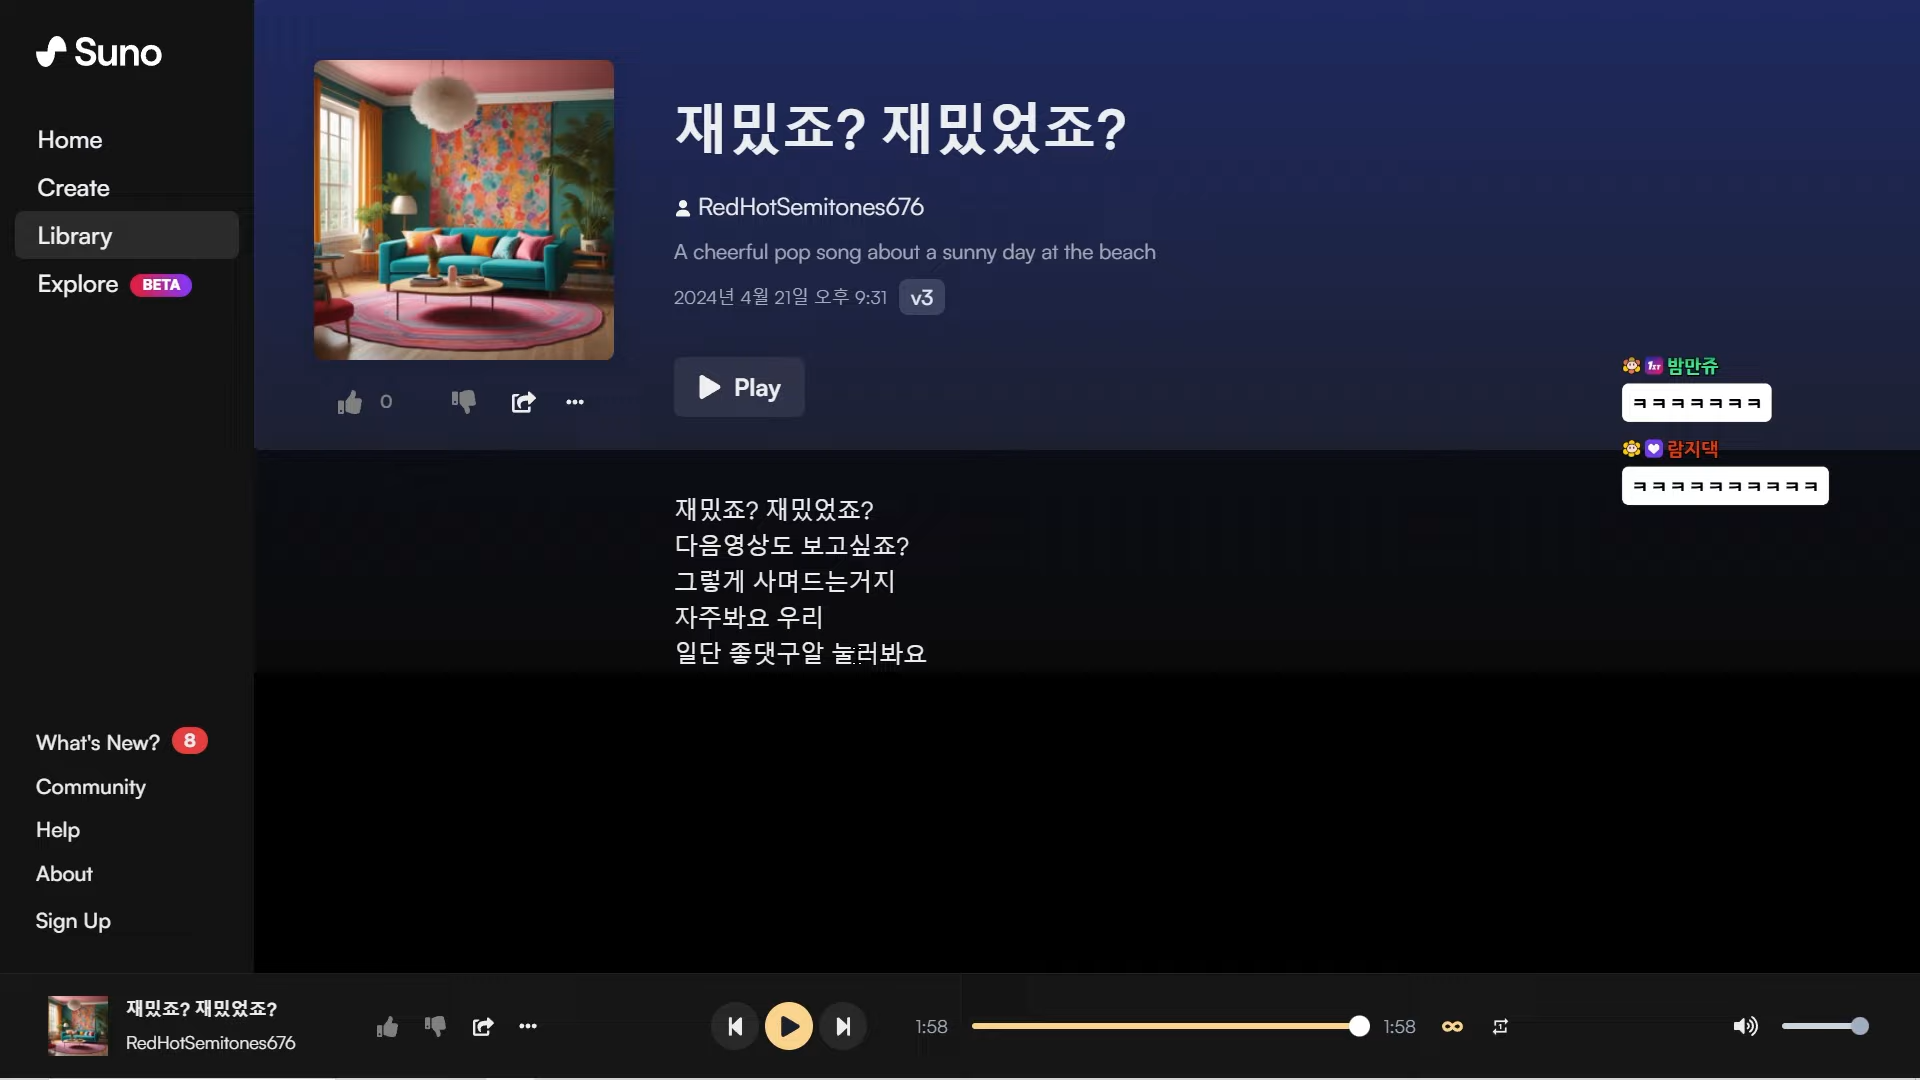 Suno
Home
Create
Library
Explore BETA
What's New? 8
Community
Help
About
Sign Up
재밌죠? 재밌었죠?
RedHotSemitones676
A cheerful pop song about a sunny day at the beach
2024년 4월 21일 오후 9:31 v3
0
Play
재밌죠? 재밌었죠?
다음영상도 보고싶죠?
그렇게 사며드는거지
자주봐요 우리
일단 좋댓구알 눌러봐요
1ST 밤만쥬
ㅋㅋㅋㅋㅋㅋㅋ
람지댁
ㅋㅋㅋㅋㅋㅋㅋㅋㅋㅋ
재밌죠? 재밌었죠?
RedHotSemitones676
1:58
1:58